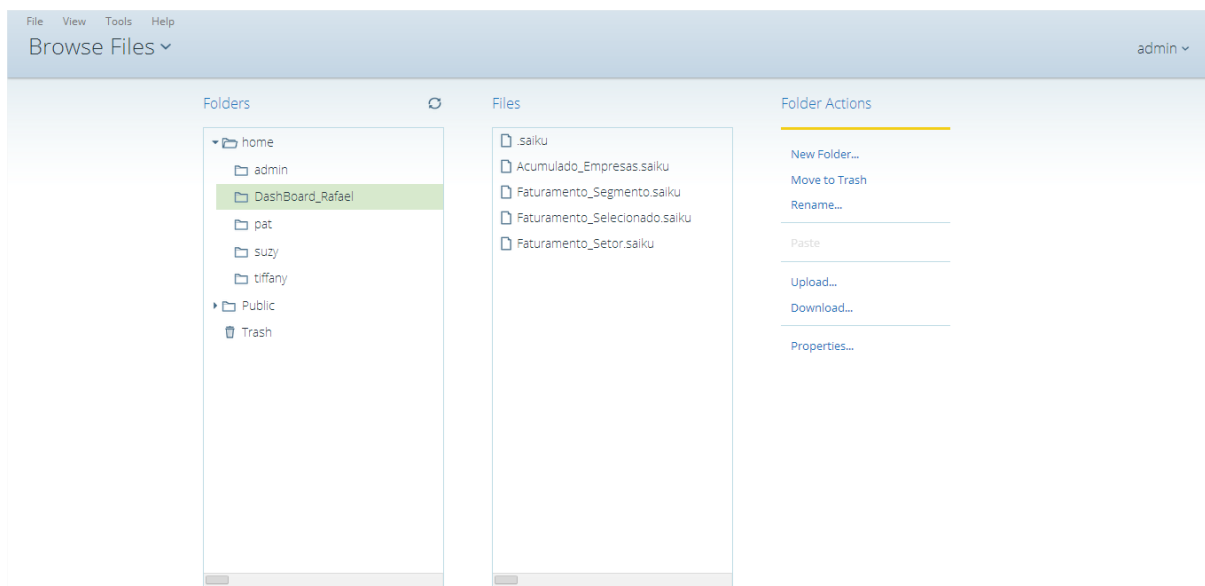 File View Tools Help
Browse Files
admin
Folders
home
admin
DashBoard_Rafael
pat
suzy
tiffany
Public
Trash
Files
.saiku
Acumulado_Empresas.saiku
Faturamento_Segmento.saiku
Faturamento_Selecionado.saiku
Faturamento_Setor.saiku
Folder Actions
New Folder...
Move to Trash
Rename...
Paste
Upload...
Download...
Properties...